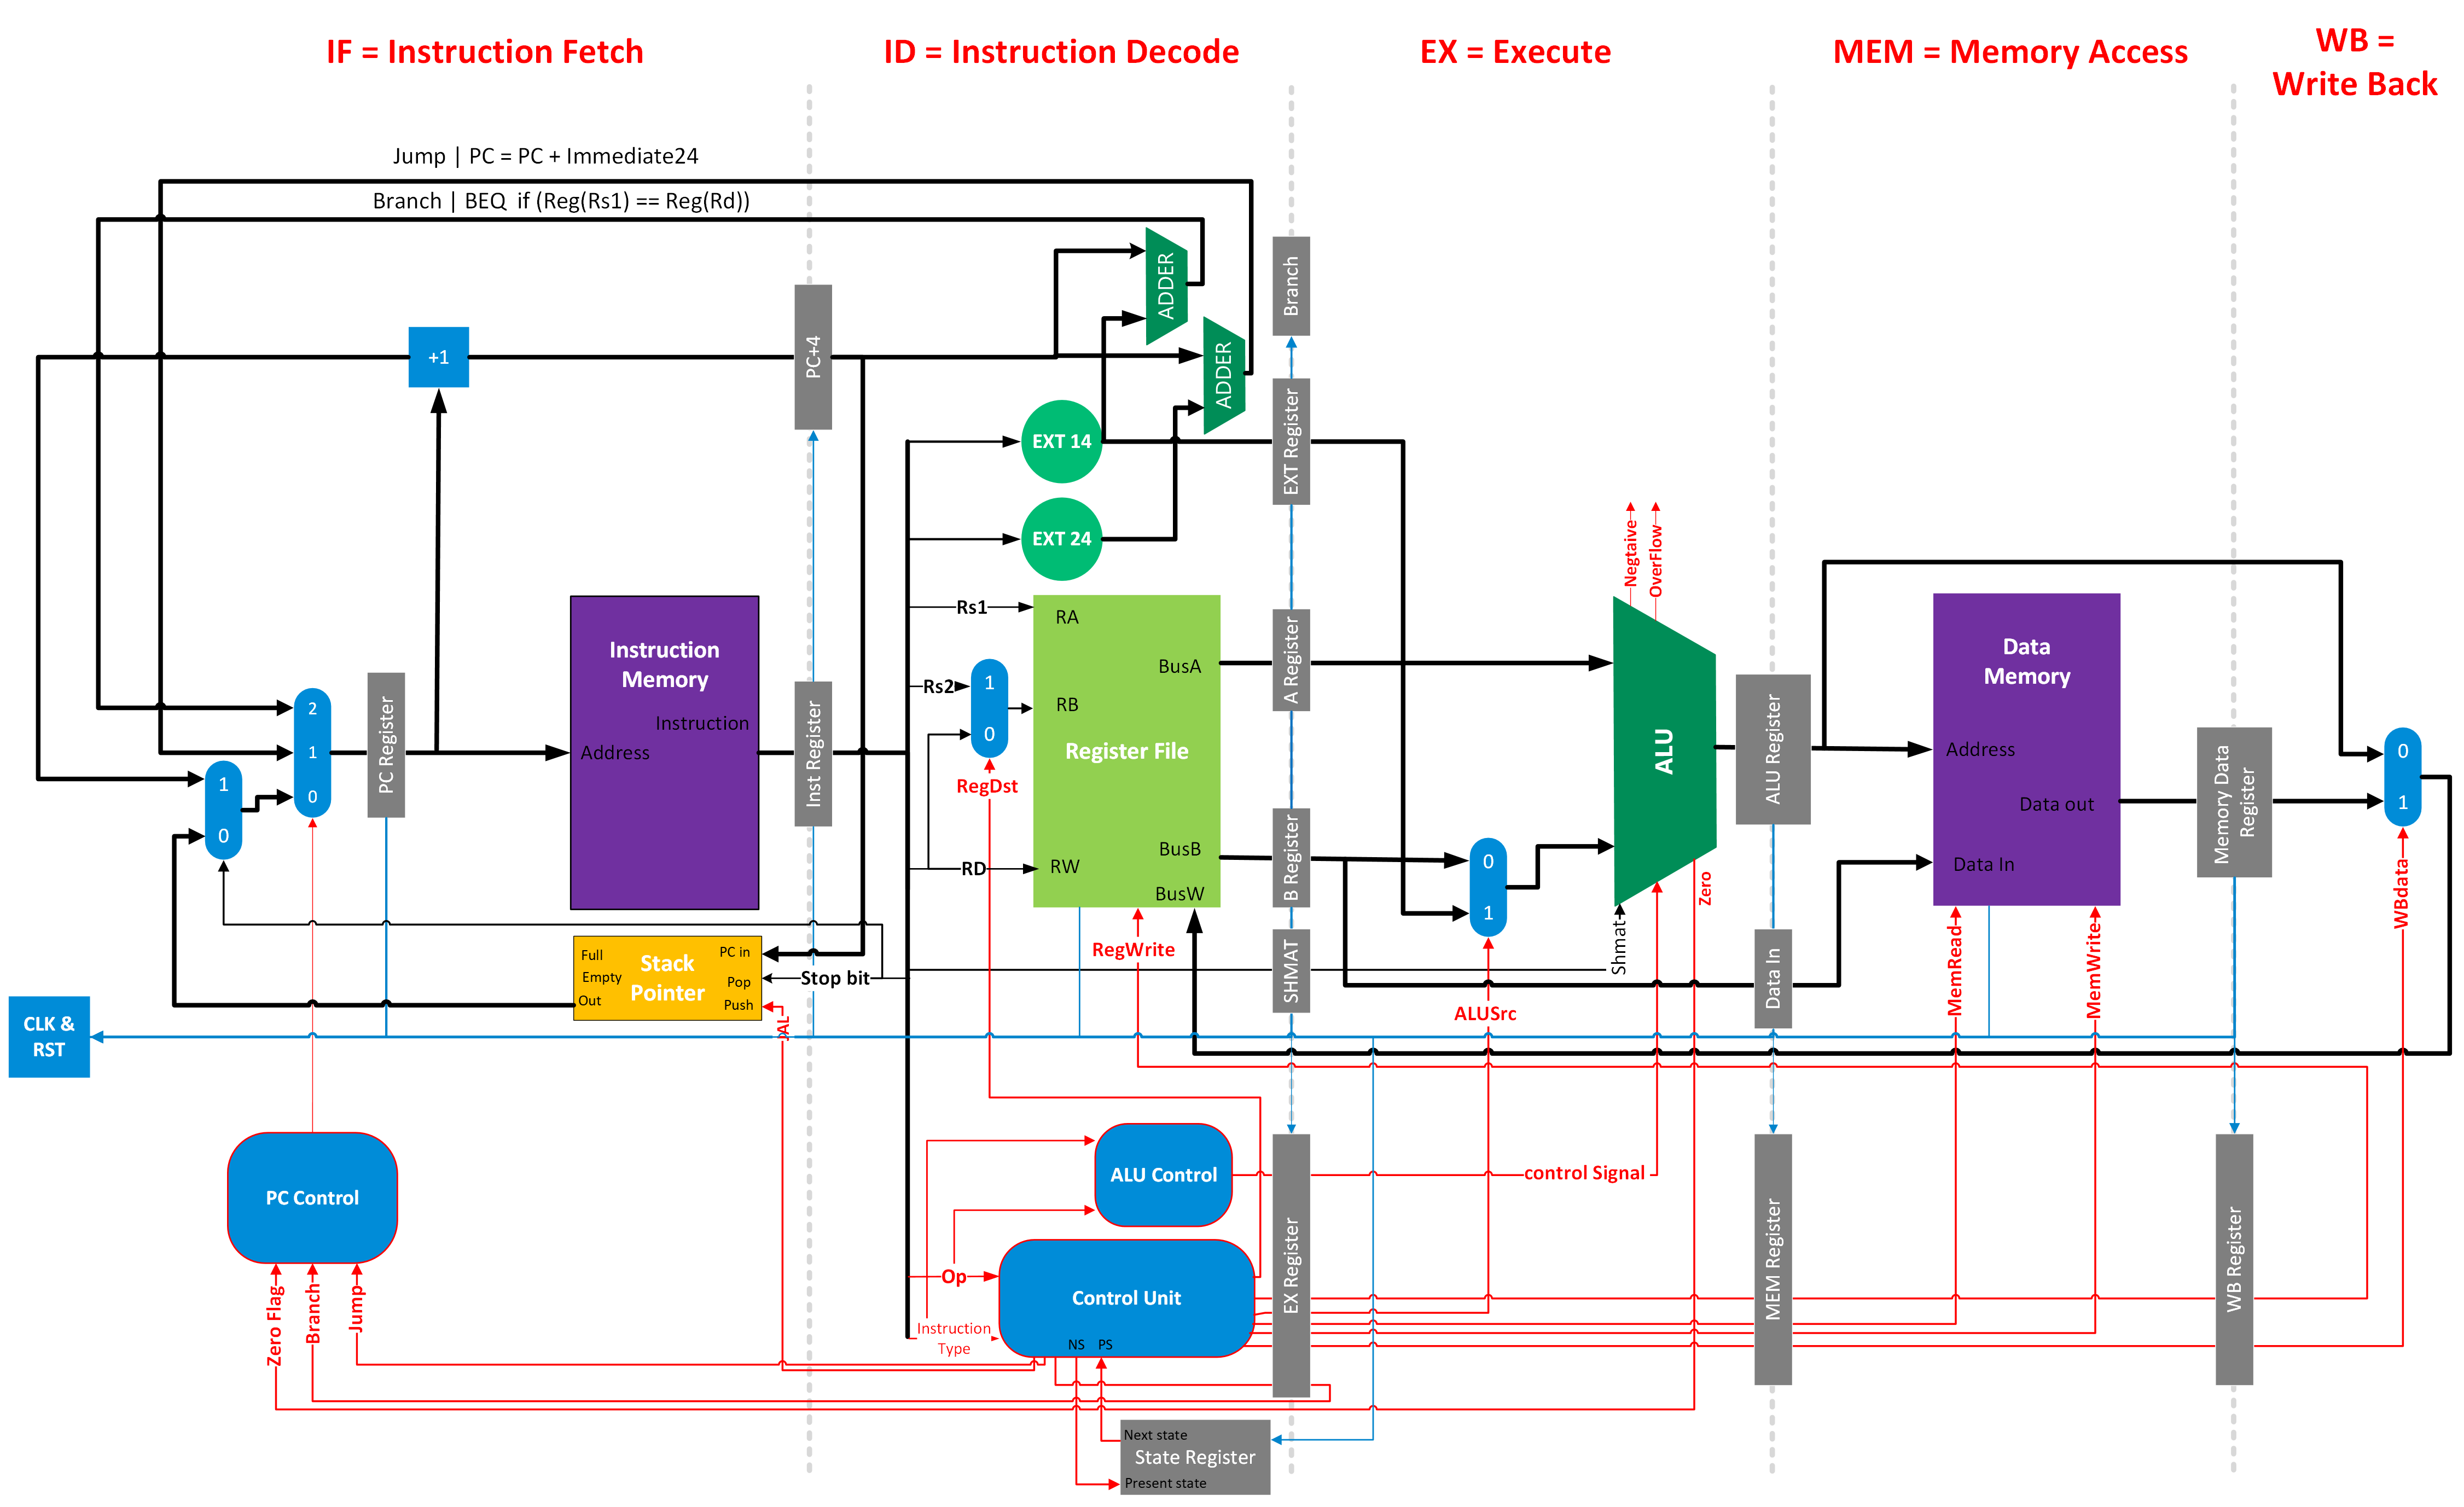 IF = Instruction Fetch
ID = Instruction Decode
EX = Execute
MEM = Memory Access
WB =
Write Back
Jump | PC = PC + Immediate24
Branch | BEQ  if (Reg(Rs1) == Reg(Rd))
+1
PC+4
ADDER
ADDER
Branch
EXT 14
EXT 24
EXT Register
2
1
0
1
0
PC Register
Instruction
Memory
Instruction
Address
Inst Register
Rs1
Rs2
1
0
RegDst
RD
RA
RB
Register File
RW
BusA
BusB
BusW
RegWrite
A Register
B Register
SHMAT
0
1
ALUSrc
Negtaive
OverFlow
ALU
Zero
Shmat
ALU Register
Data In
Data
Memory
Address
Data out
Data In
MemRead
MemWrite
Memory Data
Register
0
1
WBdata
Full
Empty
Out
Stack
Pointer
PC in
Pop
Push
Stop bit
JAL
CLK &
RST
PC Control
Zero Flag
Branch
Jump
ALU Control
control Signal
Op
Instruction
Type
Control Unit
NS
PS
EX Register
MEM Register
WB Register
Next state
State Register
Present state